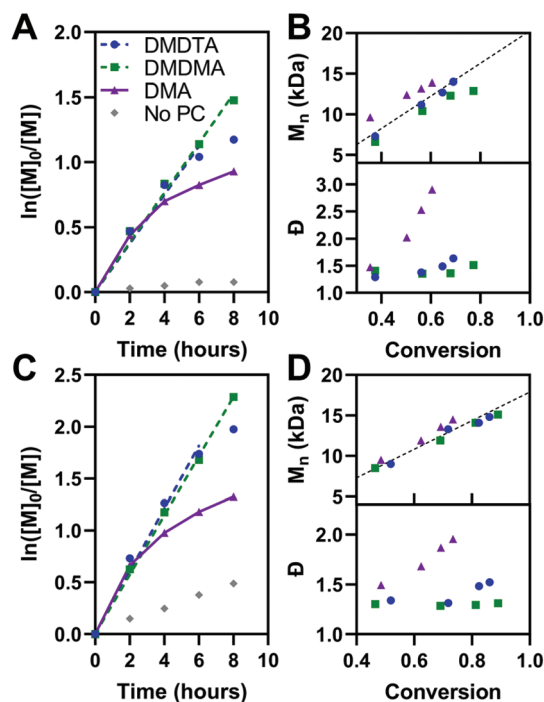 A
2.0
1.5
1.0
0.5
0.0
ln([M]0/[M])
DMDTA
DMDMA
DMA
No PC
0 2 4 6 8 10
Time (hours)
B
20
15
10
5
Mn (kDa)
3.0
2.5
2.0
1.5
1.0
Đ
0.4 0.6 0.8 1.0
Conversion
C
2.5
2.0
1.5
1.0
0.5
0.0
ln([M]0/[M])
0 2 4 6 8 10
Time (hours)
D
20
15
10
5
Mn (kDa)
2.0
1.5
1.0
Đ
0.4 0.6 0.8 1.0
Conversion